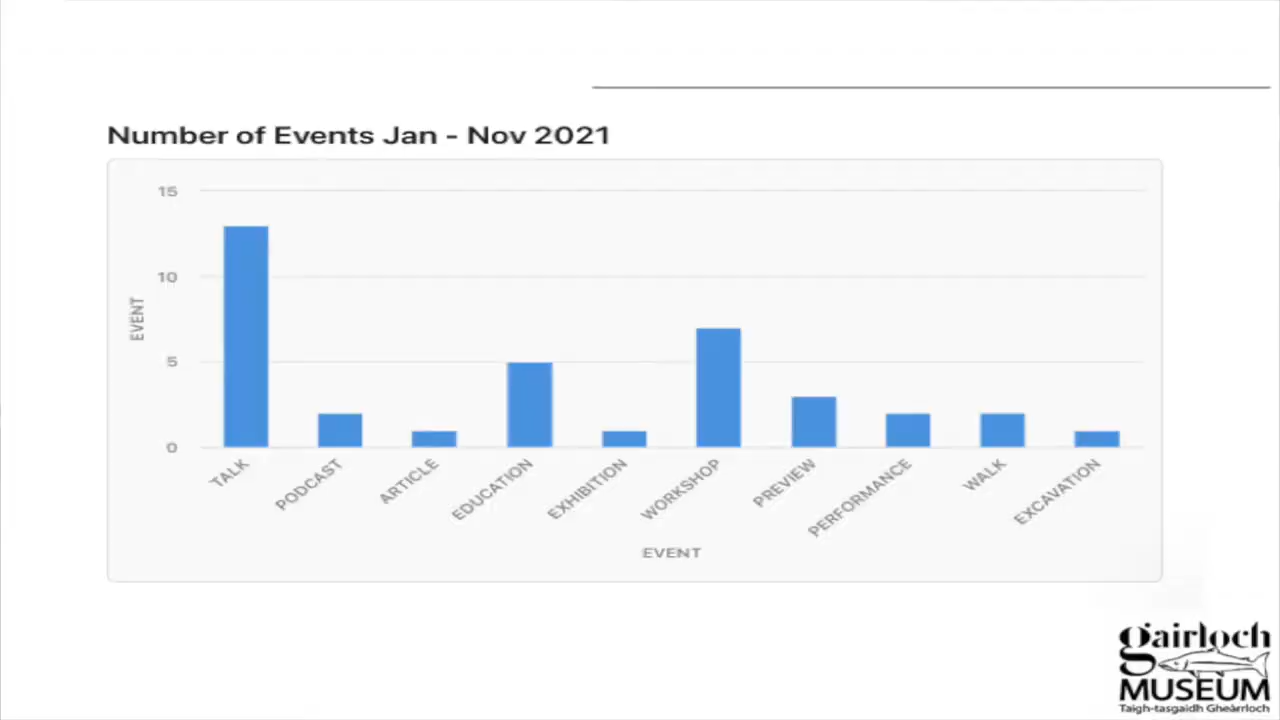 Number of Events Jan - Nov 2021
15
10
5
0
EVENT
TALK
PODCAST
ARTICLE
EDUCATION
EXHIBITION
WORKSHOP
PREVIEW
PERFORMANCE
WALK
EXCAVATION
EVENT
gairloch
MUSEUM
Taigh-tasgaidh Gheàrrloch